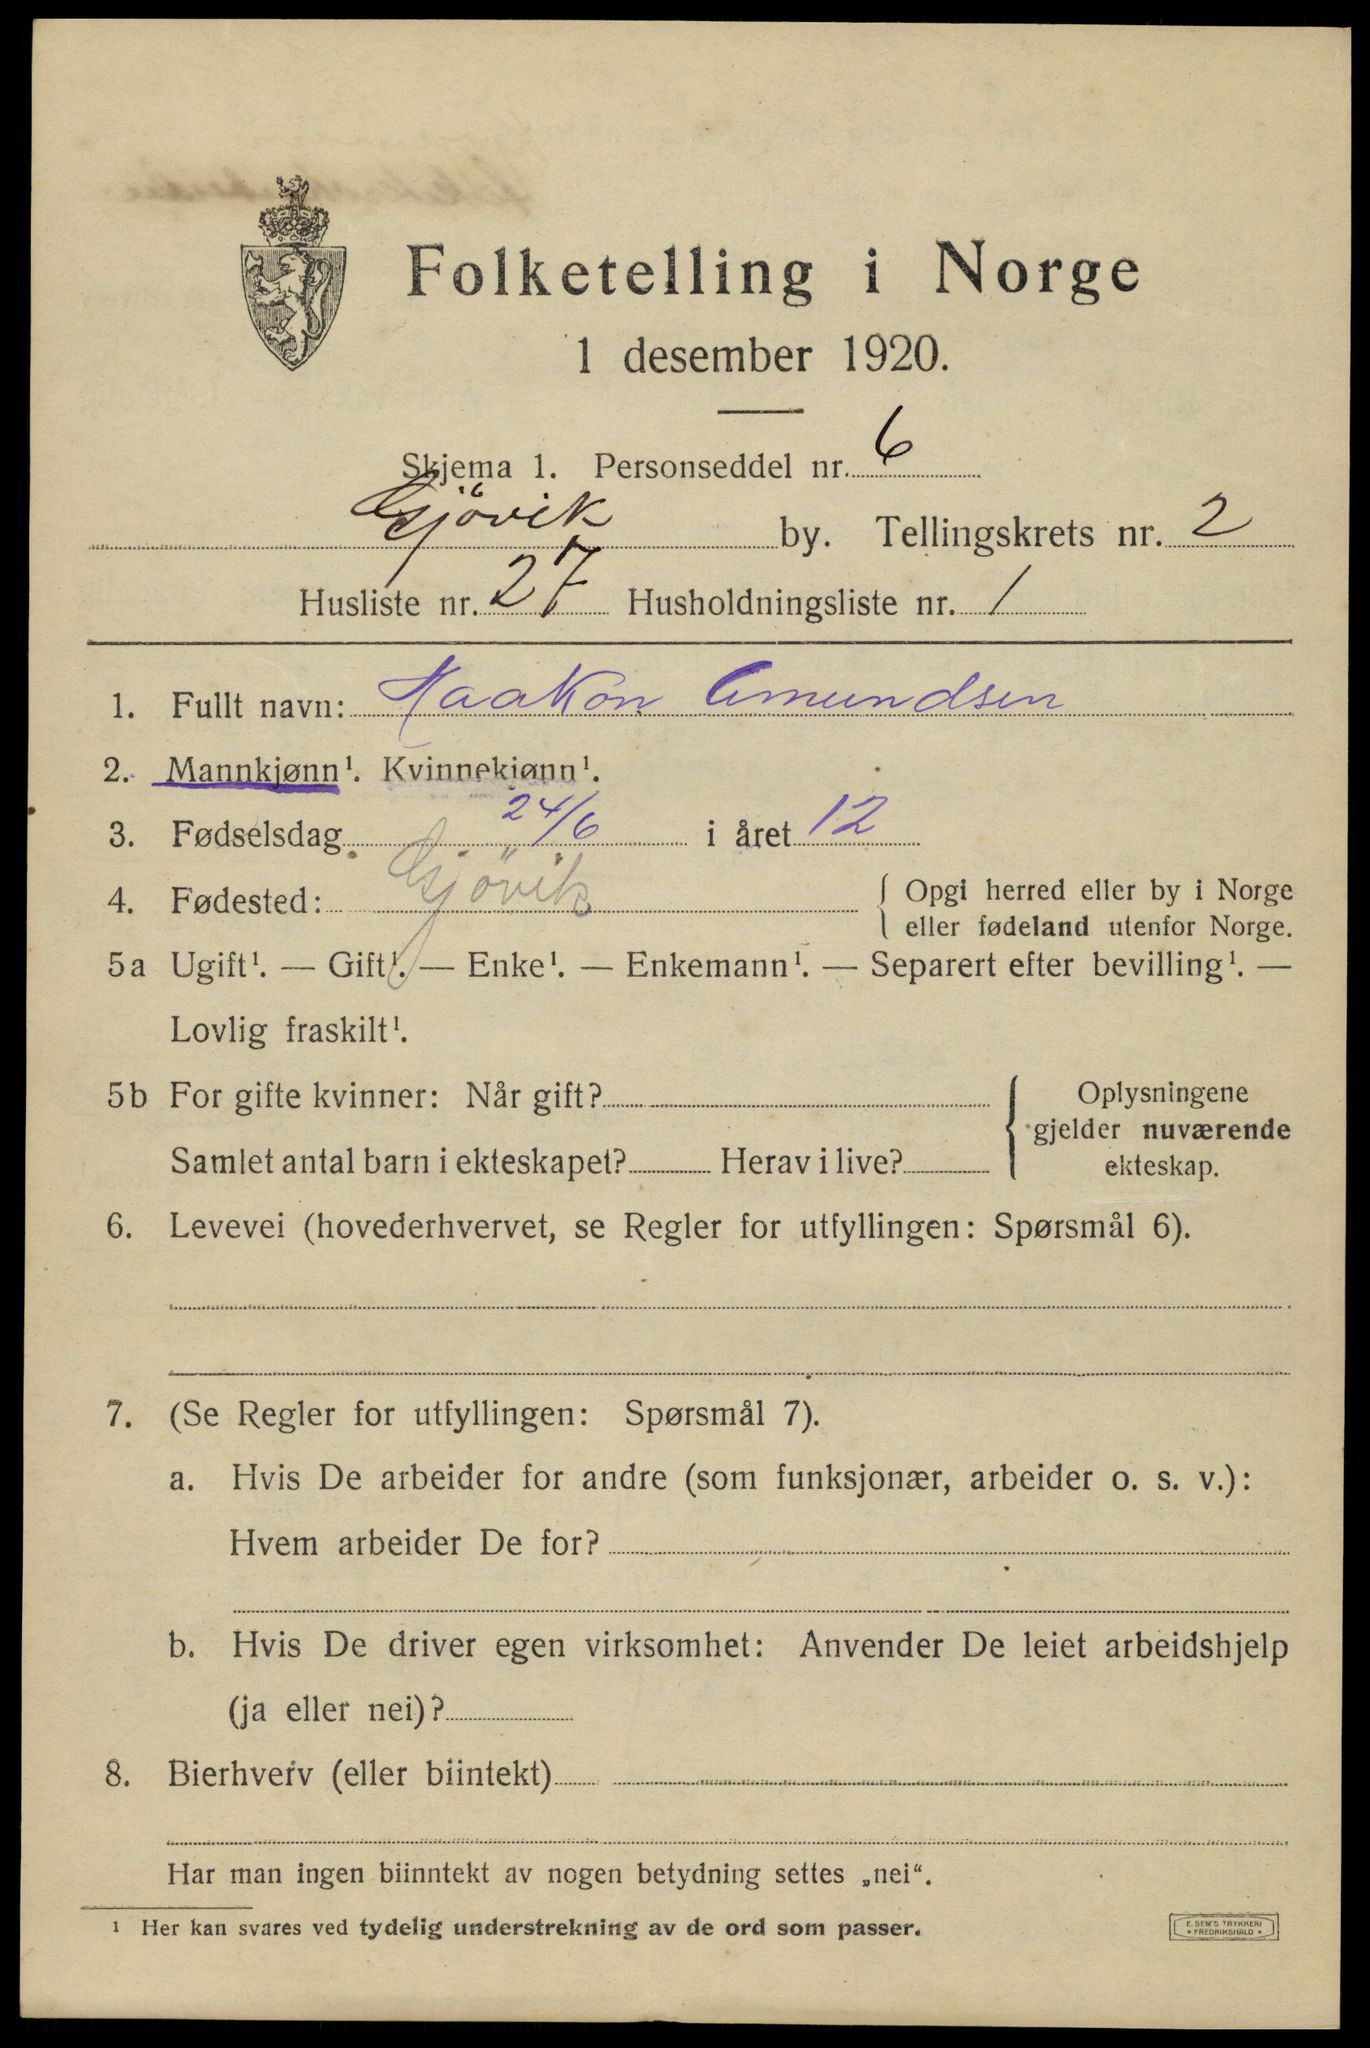 Folketelling i Norge
1 desember 1920.
Skjema 1. Personseddel nr. 6
Gjövik by. Tellingskrets nr. 2
Husliste nr. 27 Husholdningsliste nr. 1
1. Fullt navn: Haakon Amundsen
2. Mannkjønn¹. Kvinnekjønn¹.
3. Fødselsdag 24/6 i året 12
4. Fødested: Gjövik { Opgi herred eller by i Norge
eller fødeland utenfor Norge.
5a Ugift¹. — Gift¹. — Enke¹. — Enkemann¹. — Separert efter bevilling¹. —
Lovlig fraskilt¹.
5b For gifte kvinner: Når gift? { Oplysningene
gjelder nuværende
Samlet antal barn i ekteskapet? Herav i live? ekteskap.
6. Levevei (hovederhvervet, se Regler for utfyllingen: Spørsmål 6).
7. (Se Regler for utfyllingen: Spørsmål 7).
a. Hvis De arbeider for andre (som funksjonær, arbeider o. s. v.):
Hvem arbeider De for?
b. Hvis De driver egen virksomhet: Anvender De leiet arbeidshjelp
(ja eller nei)?
8. Bierhverv (eller biintekt)
Har man ingen biinntekt av nogen betydning settes „nei“.
¹ Her kan svares ved tydelig understrekning av de ord som passer.
E. SEM'S TRYKKERI
* FREDRIKSHALD *